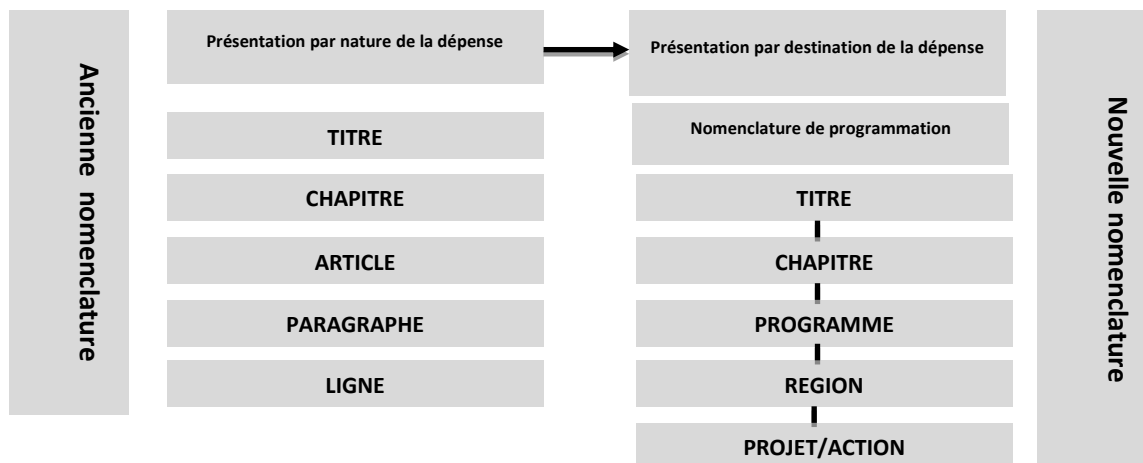 Ancienne nomenclature
Présentation par nature de la dépense
TITRE
CHAPITRE
ARTICLE
PARAGRAPHE
LIGNE
Présentation par destination de la dépense
Nomenclature de programmation
TITRE
CHAPITRE
PROGRAMME
REGION
PROJET/ACTION
Nouvelle nomenclature